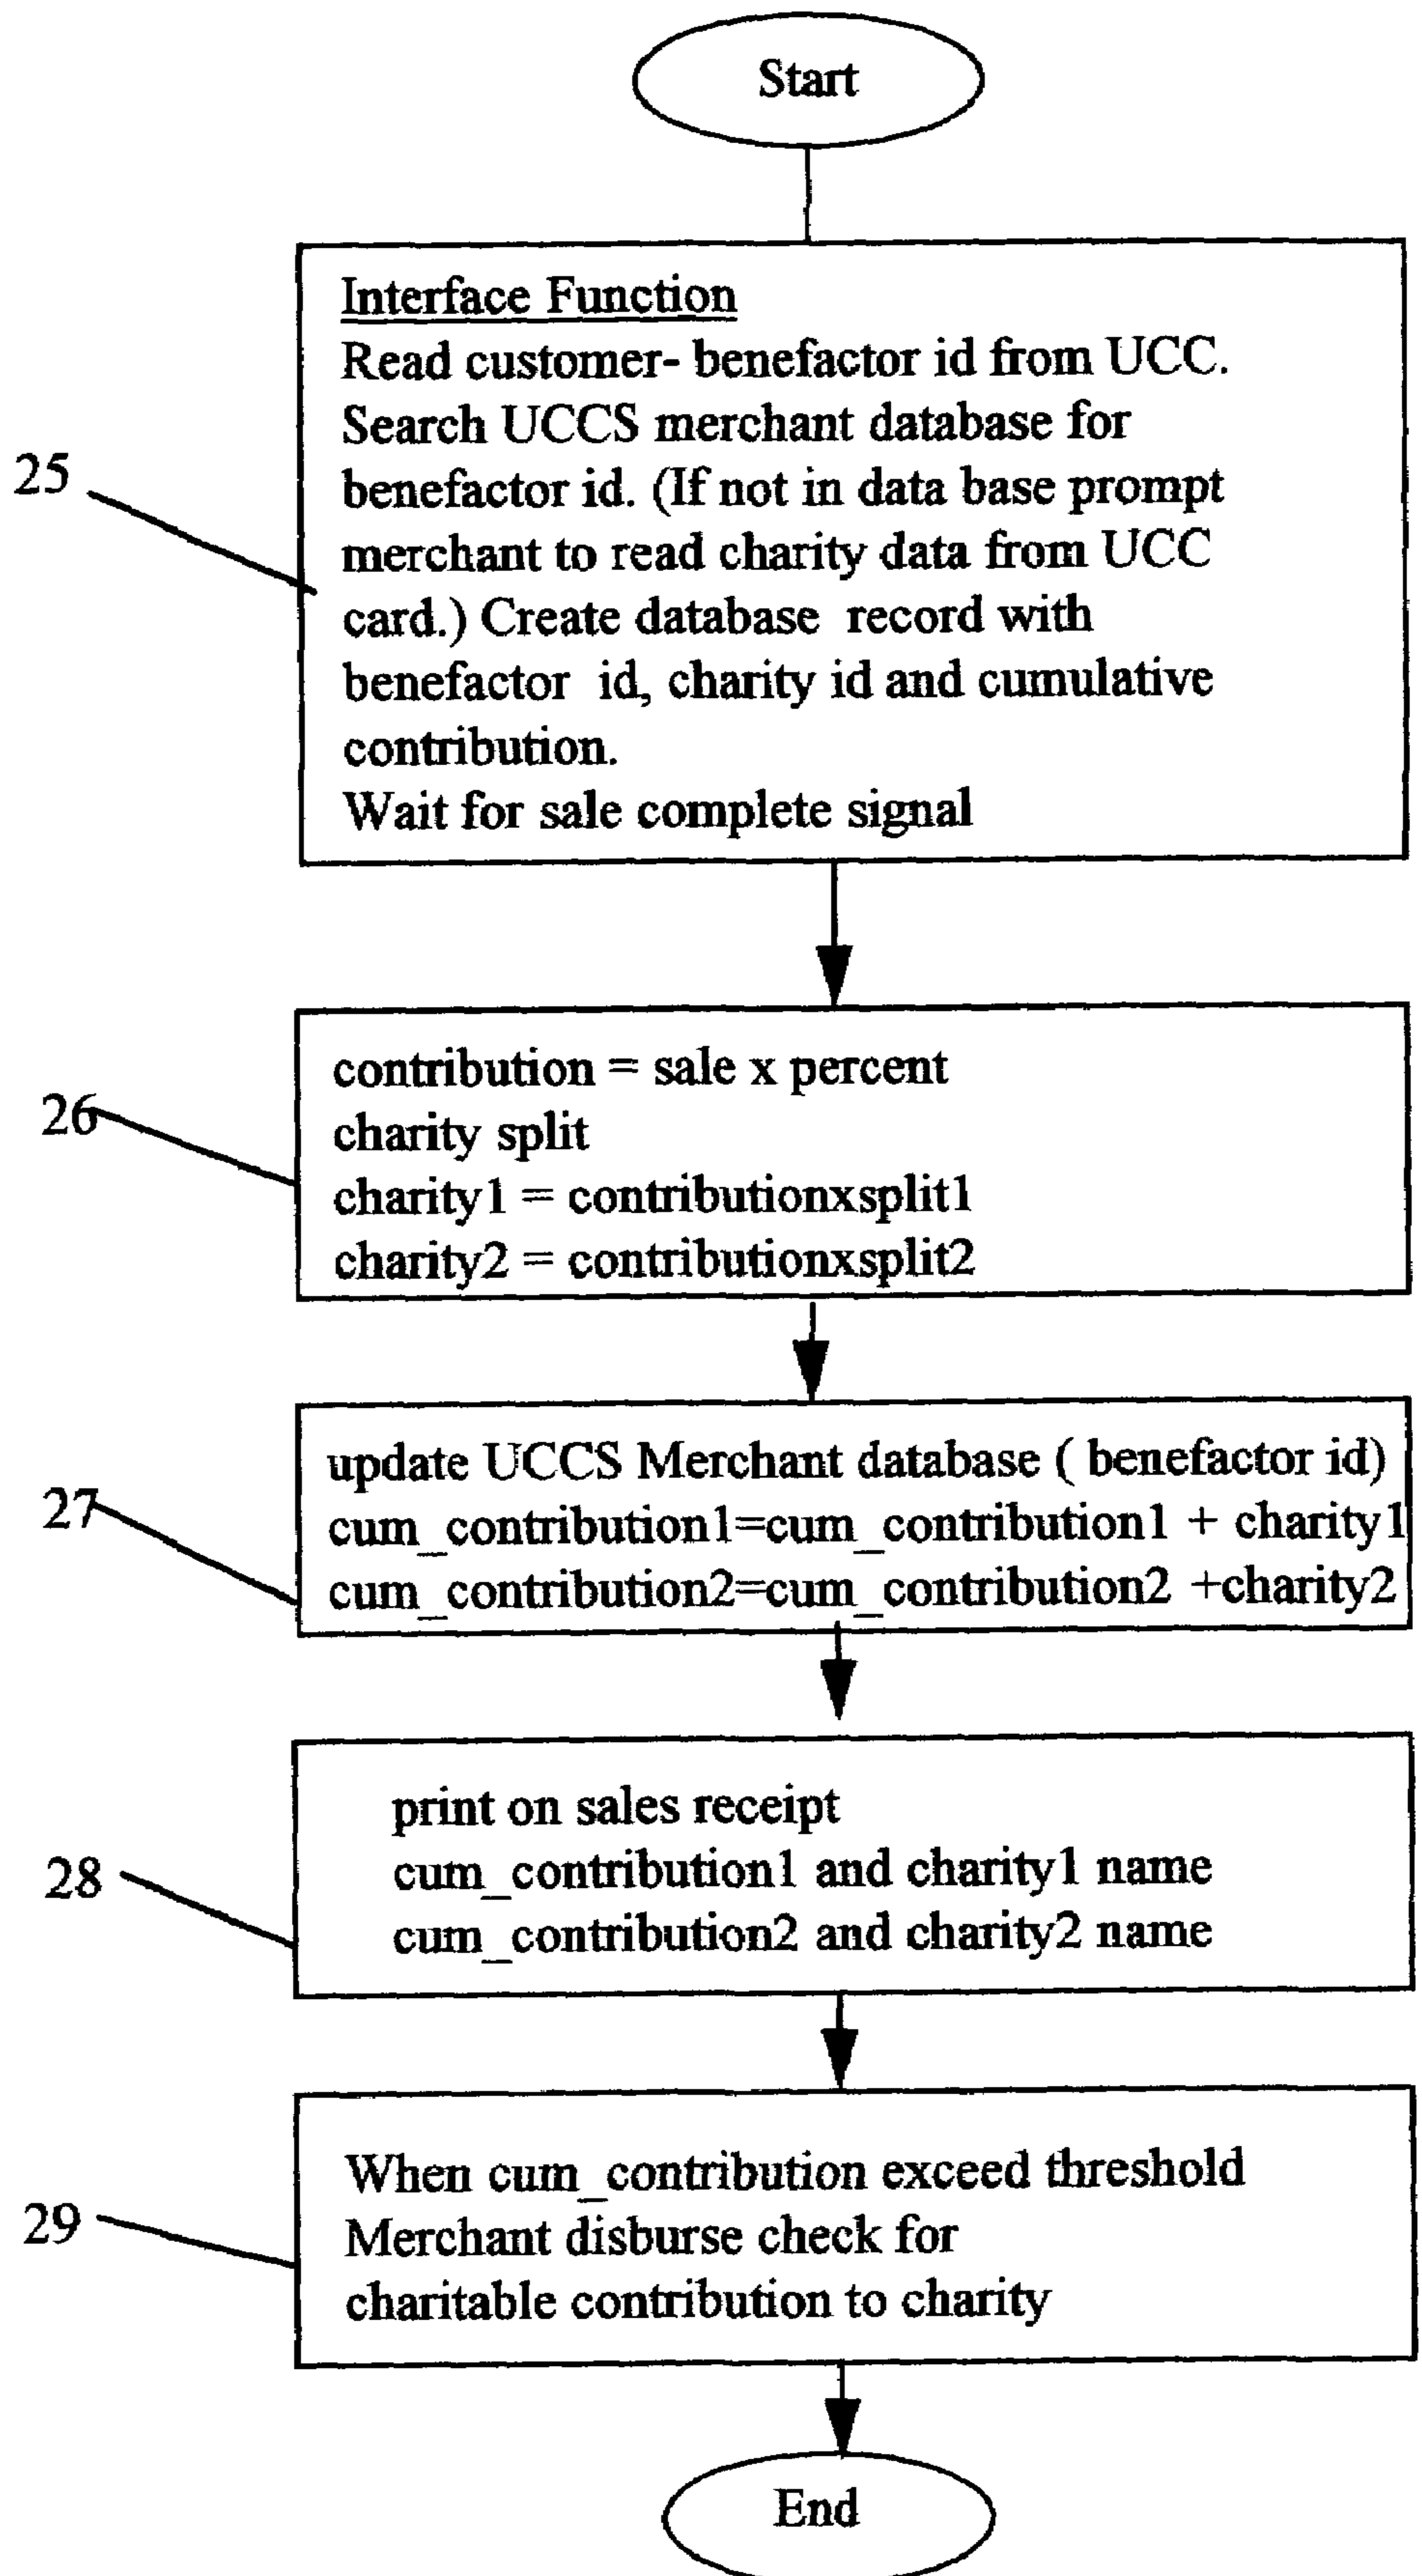 Start
Interface Function
Read customer- benefactor id from UCC.
Search UCCS merchant database for
benefactor id. (If not in data base prompt
merchant to read charity data from UCC
card.) Create database record with
benefactor id, charity id and cumulative
contribution.
Wait for sale complete signal
25
contribution = sale x percent
charity split
charity1 = contributionxsplit1
charity2 = contributionxsplit2
26
update UCCS Merchant database ( benefactor id)
cum_contribution1=cum_contribution1 + charity1
cum_contribution2=cum_contribution2 +charity2
27
print on sales receipt
cum_contribution1 and charity1 name
cum_contribution2 and charity2 name
28
When cum_contribution exceed threshold
Merchant disburse check for
charitable contribution to charity
29
End